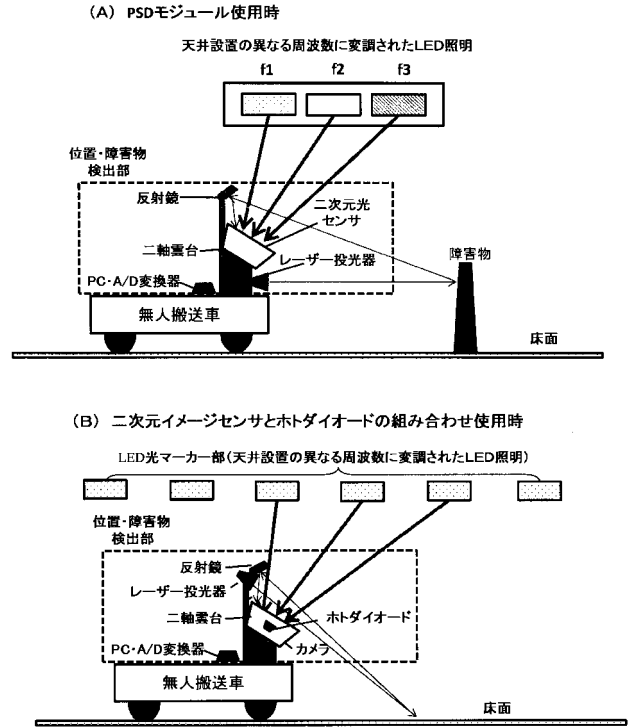 (A) PSDモジュール使用時
天井設置の異なる周波数に変調されたLED照明
f1 f2 f3
位置・障害物
検出部
反射鏡
二次元光
センサ
二軸雲台
レーザー投光器
障害物
PC・A/D変換器
無人搬送車
床面
(B) 二次元イメージセンサとホトダイオードの組み合わせ使用時
LED光マーカー部(天井設置の異なる周波数に変調されたLED照明)
位置・障害物
検出部
反射鏡
レーザー投光器
二軸雲台
ホトダイオード
カメラ
PC・A/D変換器
無人搬送車
床面